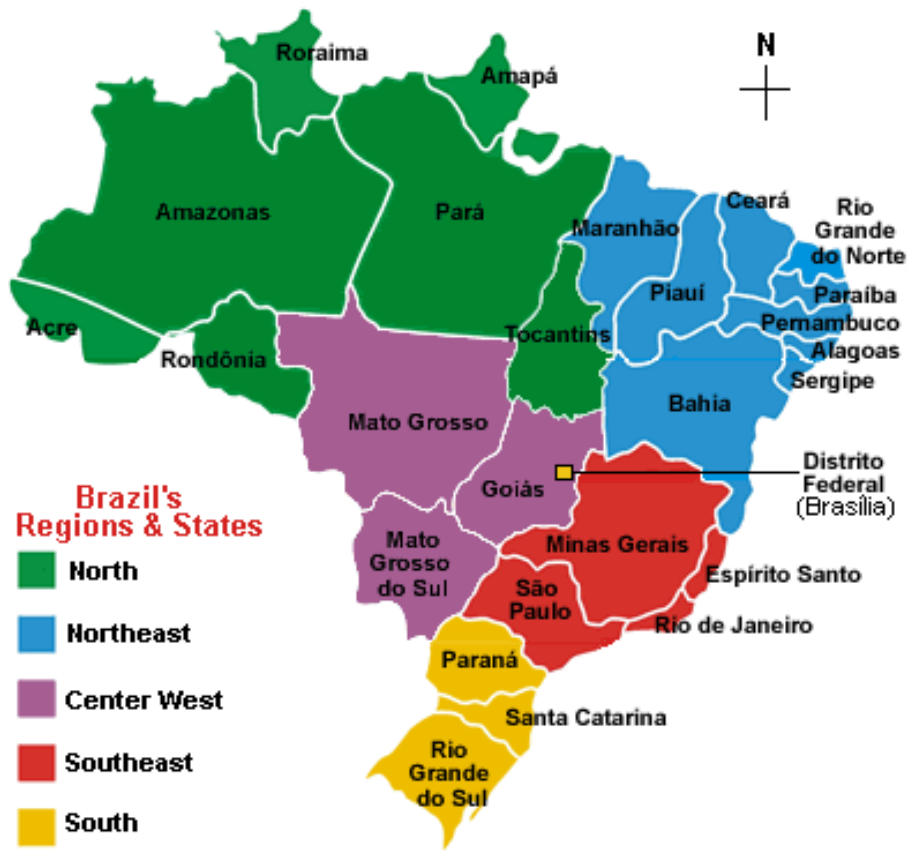 Roraima
Amapá
N
Amazonas
Pará
Maranhão
Ceará
Rio
Grande
do Norte
Piauí
Paraíba
Pernambuco
Alagoas
Sergipe
Acre
Rondônia
Tocantins
Bahia
Mato Grosso
Goiás
Distrito
Federal
(Brasília)
Mato
Grosso
do Sul
Minas Gerais
Espírito Santo
São
Paulo
Rio de Janeiro
Paraná
Santa Catarina
Rio
Grande
do Sul
Brazil's
Regions & States
North
Northeast
Center West
Southeast
South